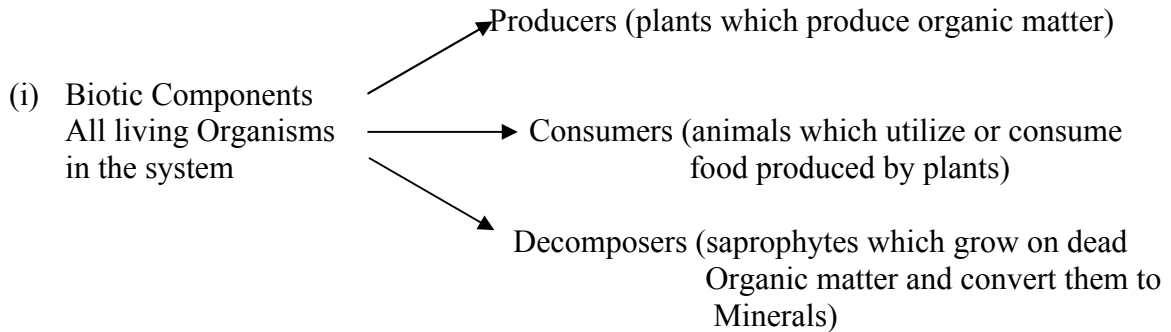 Producers (plants which produce organic matter)
(i) Biotic Components
All living Organisms
in the system
Consumers (animals which utilize or consume
food produced by plants)
Decomposers (saprophytes which grow on dead
Organic matter and convert them to
Minerals)